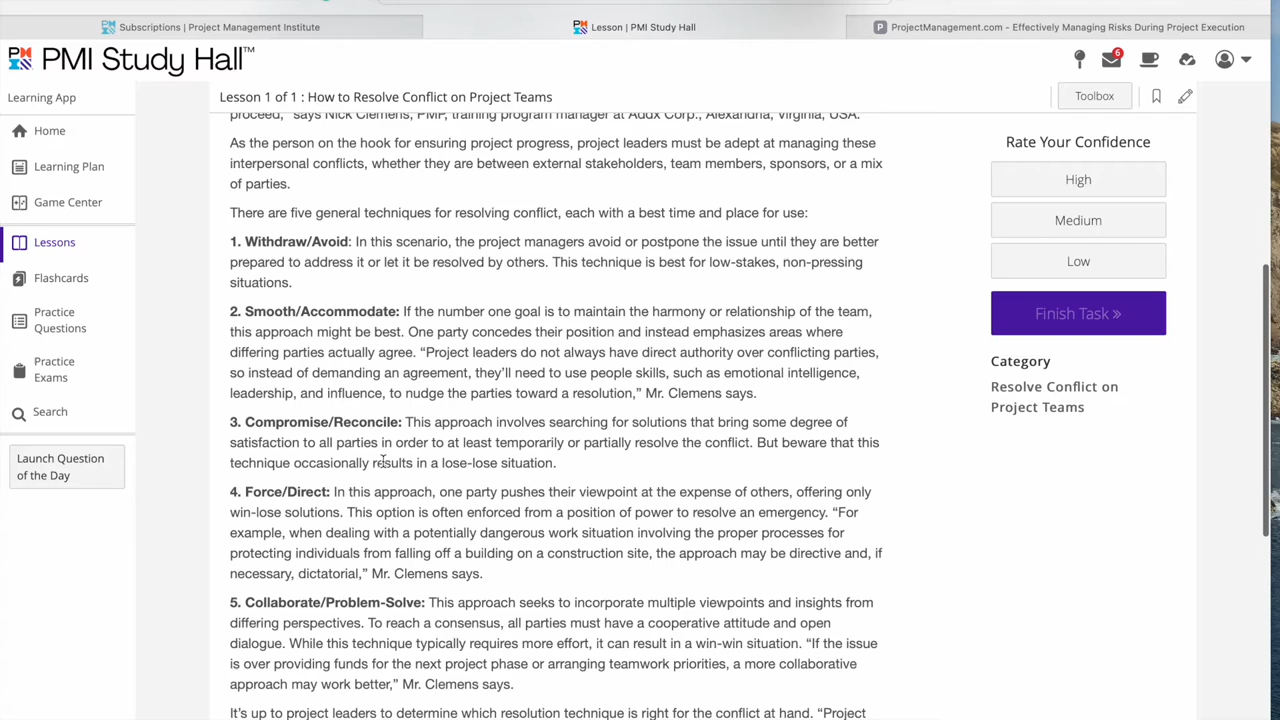 Subscriptions | Project Management Institute
Lesson | PMI Study Hall
ProjectManagement.com - Effectively Managing Risks During Project Execution
PMI Study Hall™
6
Learning App
Home
Learning Plan
Game Center
Lessons
Flashcards
Practice
Questions
Practice
Exams
Search
Launch Question
of the Day
Lesson 1 of 1 : How to Resolve Conflict on Project Teams
Toolbox
proceed,” says Nick Clemens, PMP, training program manager at Addx Corp., Alexandria, Virginia, USA.
As the person on the hook for ensuring project progress, project leaders must be adept at managing these
interpersonal conflicts, whether they are between external stakeholders, team members, sponsors, or a mix
of parties.
There are five general techniques for resolving conflict, each with a best time and place for use:
1. Withdraw/Avoid: In this scenario, the project managers avoid or postpone the issue until they are better
prepared to address it or let it be resolved by others. This technique is best for low-stakes, non-pressing
situations.
2. Smooth/Accommodate: If the number one goal is to maintain the harmony or relationship of the team,
this approach might be best. One party concedes their position and instead emphasizes areas where
differing parties actually agree. “Project leaders do not always have direct authority over conflicting parties,
so instead of demanding an agreement, they’ll need to use people skills, such as emotional intelligence,
leadership, and influence, to nudge the parties toward a resolution,” Mr. Clemens says.
3. Compromise/Reconcile: This approach involves searching for solutions that bring some degree of
satisfaction to all parties in order to at least temporarily or partially resolve the conflict. But beware that this
technique occasionally results in a lose-lose situation.
4. Force/Direct: In this approach, one party pushes their viewpoint at the expense of others, offering only
win-lose solutions. This option is often enforced from a position of power to resolve an emergency. “For
example, when dealing with a potentially dangerous work situation involving the proper processes for
protecting individuals from falling off a building on a construction site, the approach may be directive and, if
necessary, dictatorial,” Mr. Clemens says.
5. Collaborate/Problem-Solve: This approach seeks to incorporate multiple viewpoints and insights from
differing perspectives. To reach a consensus, all parties must have a cooperative attitude and open
dialogue. While this technique typically requires more effort, it can result in a win-win situation. “If the issue
is over providing funds for the next project phase or arranging teamwork priorities, a more collaborative
approach may work better,” Mr. Clemens says.
It’s up to project leaders to determine which resolution technique is right for the conflict at hand. “Project
Rate Your Confidence
High
Medium
Low
Finish Task »
Category
Resolve Conflict on
Project Teams